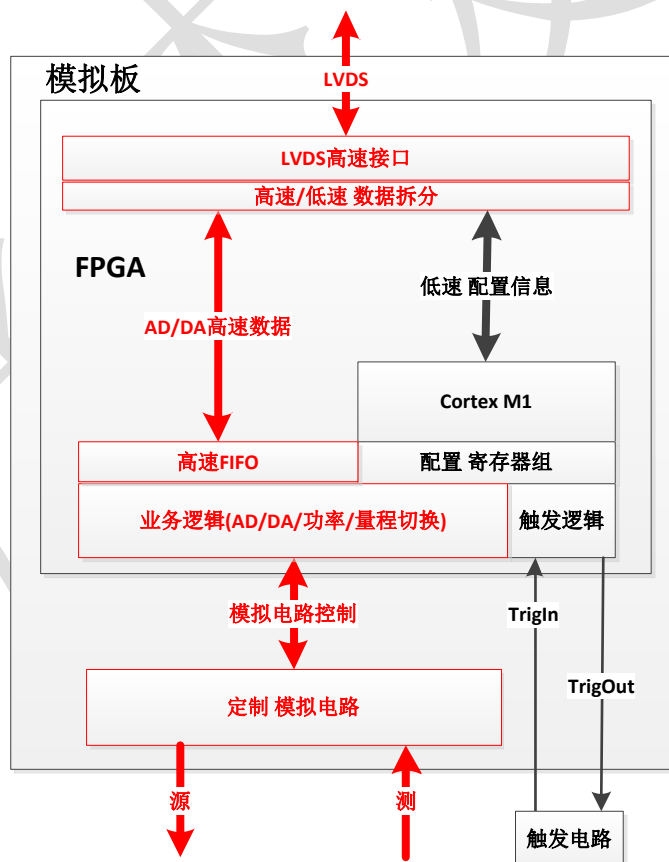 模拟板
LVDS
LVDS高速接口
高速/低速 数据拆分
FPGA
低速 配置信息
AD/DA高速数据
Cortex M1
高速FIFO
配置 寄存器组
业务逻辑(AD/DA/功率/量程切换)
触发逻辑
模拟电路控制
TrigIn
TrigOut
定制 模拟电路
源
测
触发电路